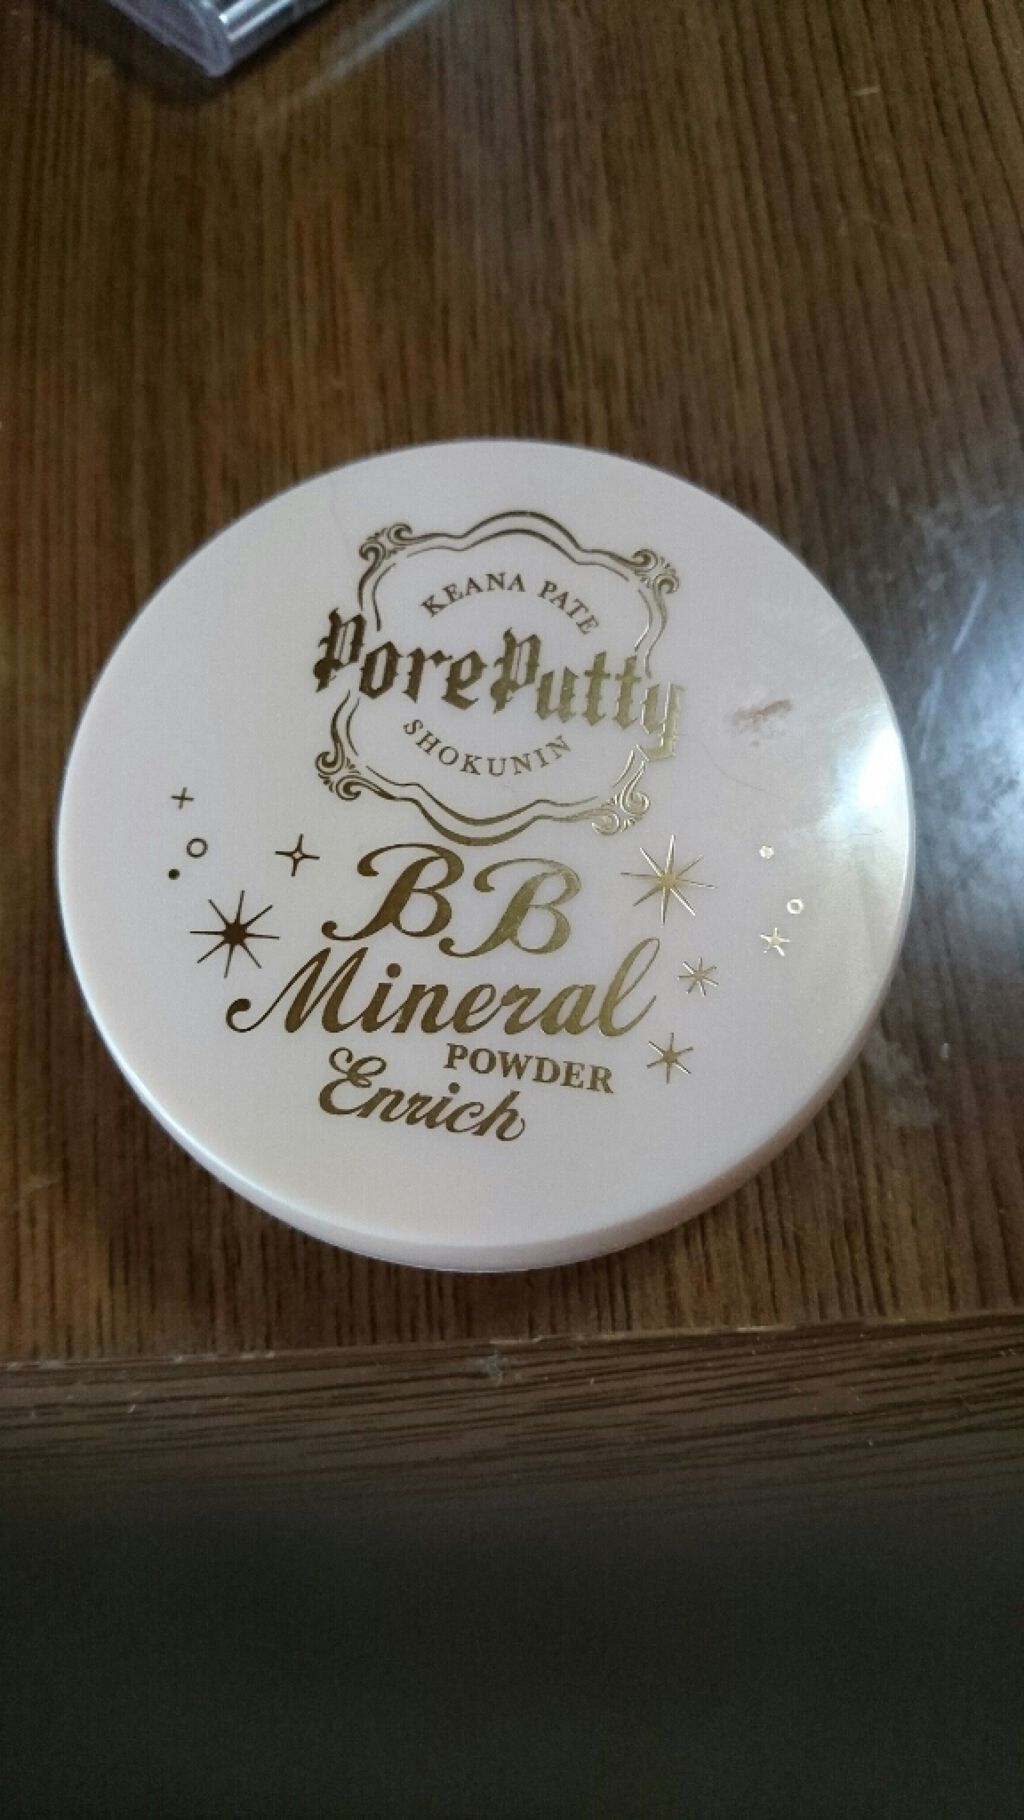 KEANA PATE
PorePutty
SHOKUNIN
BB
Mineral
POWDER
Enrich